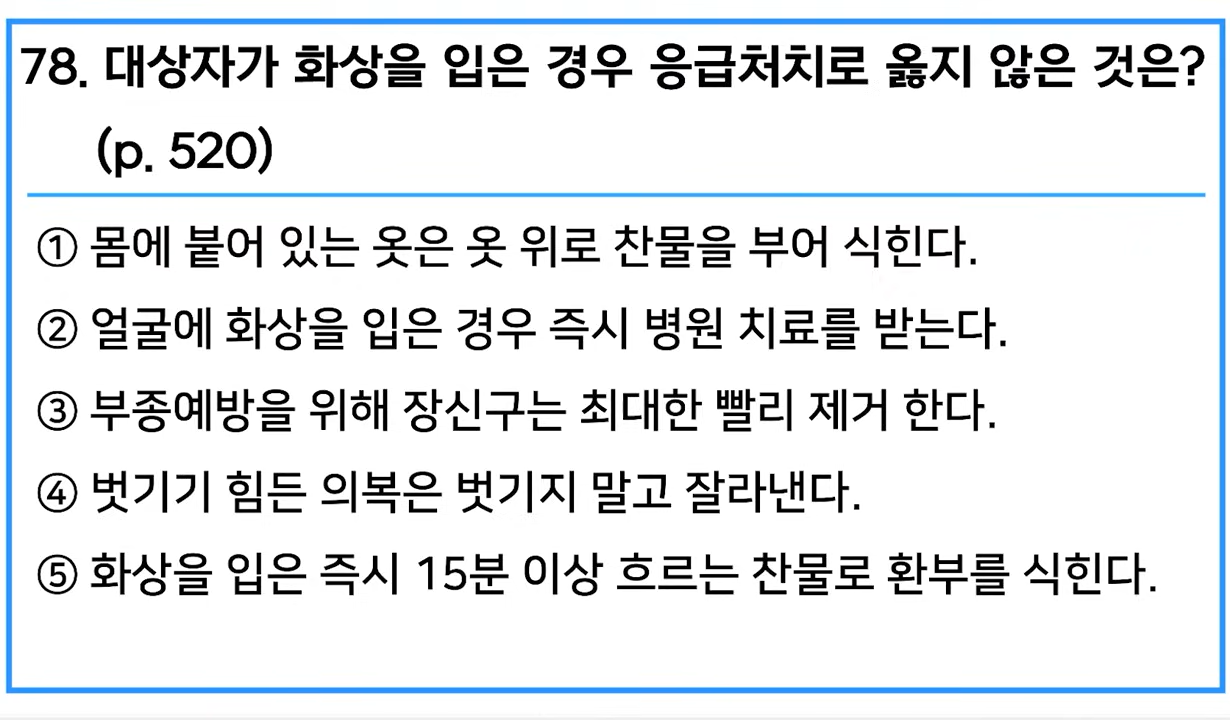 78. 대상자가 화상을 입은 경우 응급처치로 옳지 않은 것은?
(p. 520)
① 몸에 붙어 있는 옷은 옷 위로 찬물을 부어 식힌다.
② 얼굴에 화상을 입은 경우 즉시 병원 치료를 받는다.
③ 부종예방을 위해 장신구는 최대한 빨리 제거 한다.
④ 벗기기 힘든 의복은 벗기지 말고 잘라낸다.
⑤ 화상을 입은 즉시 15분 이상 흐르는 찬물로 환부를 식힌다.